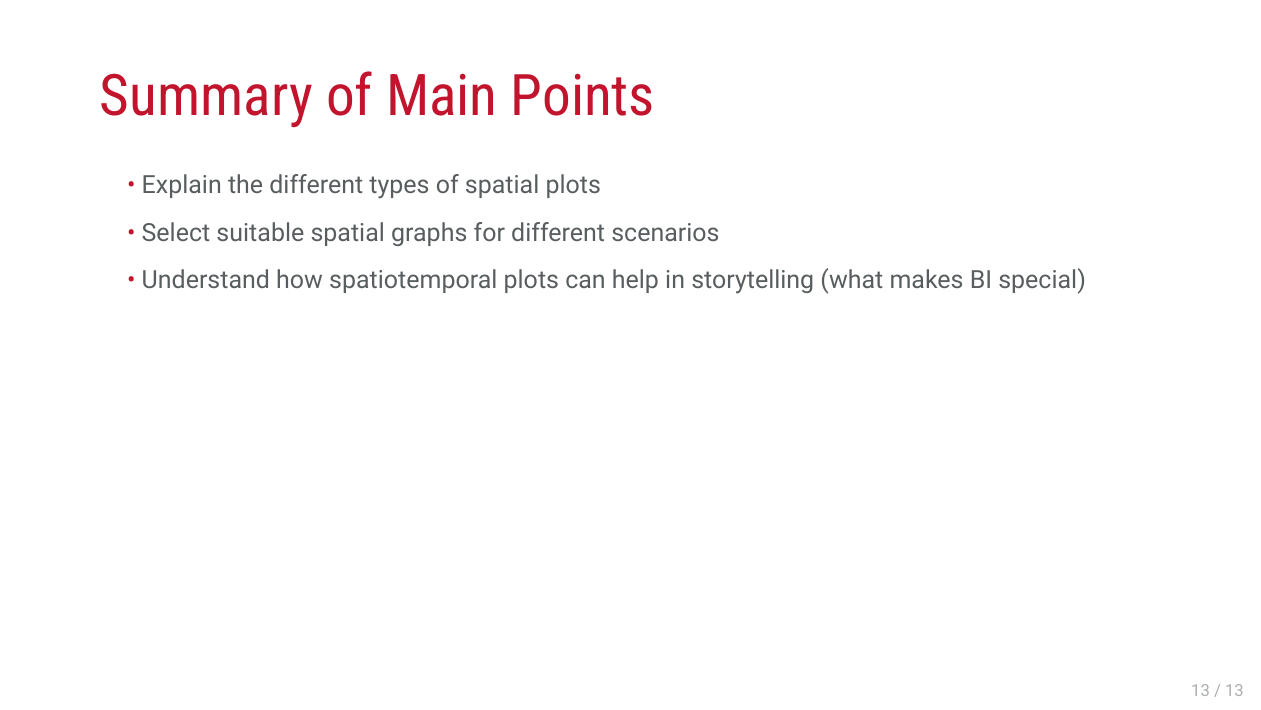 Summary of Main Points
• Explain the different types of spatial plots
• Select suitable spatial graphs for different scenarios
• Understand how spatiotemporal plots can help in storytelling (what makes BI special)
13 / 13